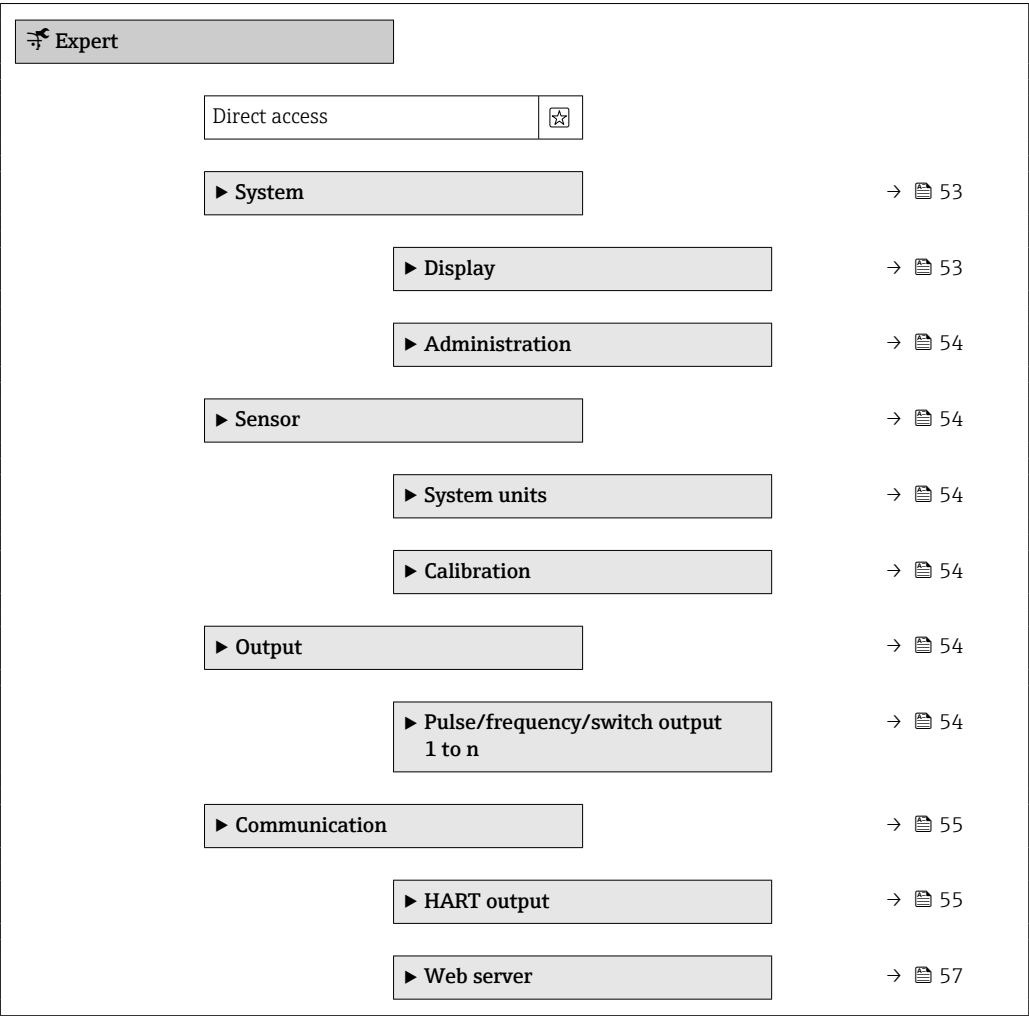 Expert
Direct access
▶ System → 53
▶ Display → 53
▶ Administration → 54
▶ Sensor → 54
▶ System units → 54
▶ Calibration → 54
▶ Output → 54
▶ Pulse/frequency/switch output → 54
1 to n
▶ Communication → 55
▶ HART output → 55
▶ Web server → 57